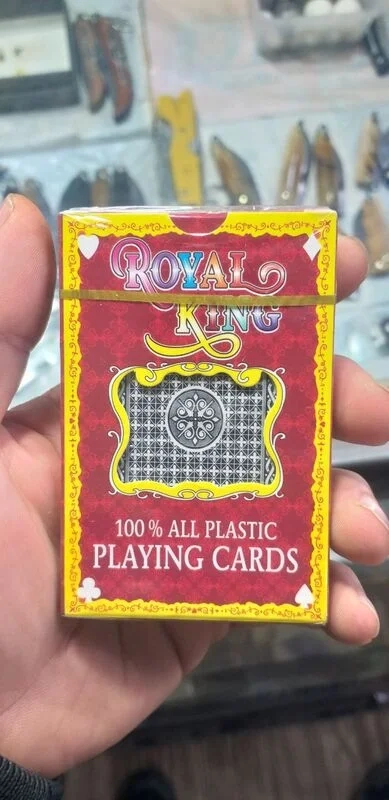 ROYAL
KING
100% ALL PLASTIC
PLAYING CARDS